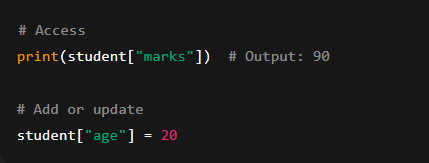 # Access
print(student["marks"])  # Output: 90
# Add or update
student["age"] = 20